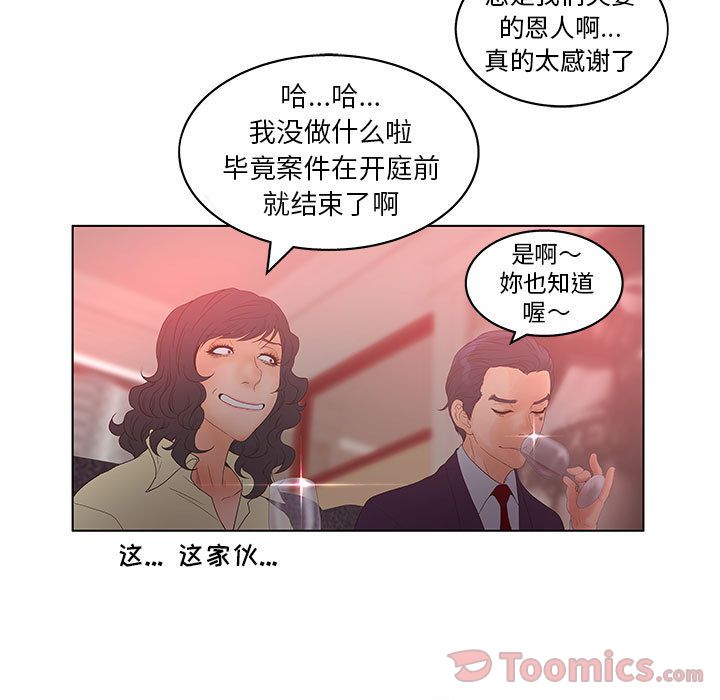 的恩人啊...
真的太感谢了
哈...哈...
我没做什么啦
毕竟案件在开庭前
就结束了啊
是啊～
妳也知道
喔～
这... 这家伙...
Toomics.com